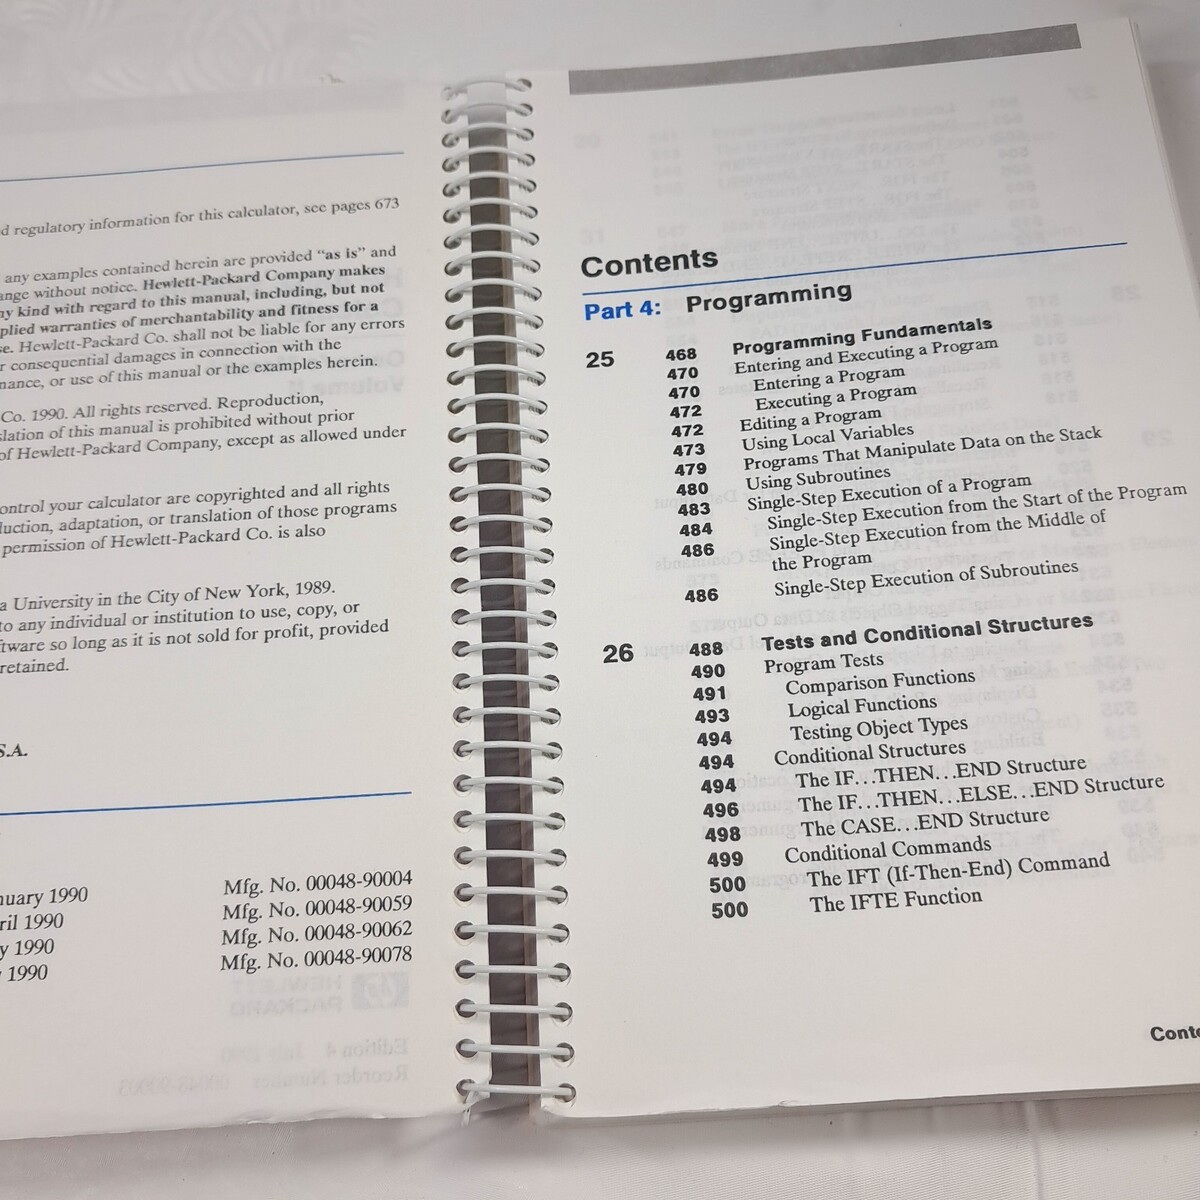 d regulatory information for this calculator, see pages 673
any examples contained herein are provided "as is" and
ange without notice. Hewlett-Packard Company makes
ny kind with regard to this manual, including, but not
plied warranties of merchantability and fitness for a
se. Hewlett-Packard Co. shall not be liable for any errors
r consequential damages in connection with the
nance, or use of this manual or the examples herein.
Co. 1990. All rights reserved. Reproduction,
slation of this manual is prohibited without prior
of Hewlett-Packard Company, except as allowed under
ontrol your calculator are copyrighted and all rights
luction, adaptation, or translation of those programs
permission of Hewlett-Packard Co. is also
a University in the City of New York, 1989.
to any individual or institution to use, copy, or
tware so long as it is not sold for profit, provided
retained.
S.A.
nuary 1990 Mfg. No. 00048-90004
ril 1990 Mfg. No. 00048-90059
y 1990 Mfg. No. 00048-90062
1990 Mfg. No. 00048-90078
Contents
Part 4: Programming
25 468 Programming Fundamentals
470 Entering and Executing a Program
470 Entering a Program
472 Executing a Program
472 Editing a Program
473 Using Local Variables
479 Programs That Manipulate Data on the Stack
480 Using Subroutines
483 Single-Step Execution of a Program
484 Single-Step Execution from the Start of the Program
486 Single-Step Execution from the Middle of
the Program
486 Single-Step Execution of Subroutines
26 488 Tests and Conditional Structures
490 Program Tests
491 Comparison Functions
493 Logical Functions
494 Testing Object Types
494 Conditional Structures
494 The IF...THEN...END Structure
496 The IF...THEN...ELSE...END Structure
498 The CASE...END Structure
499 Conditional Commands
500 The IFT (If-Then-End) Command
500 The IFTE Function
Conte